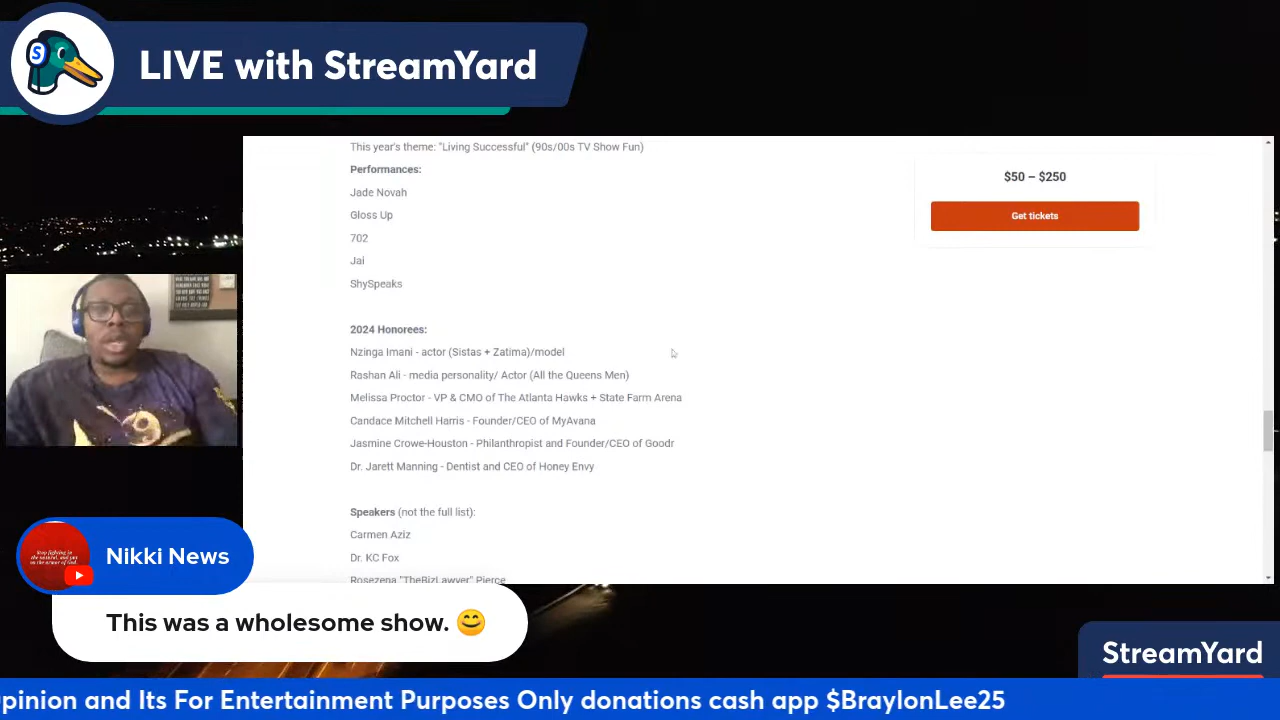 LIVE with StreamYard
This year's theme: "Living Successful" (90s/00s TV Show Fun)
Performances:
Jade Novah
Gloss Up
702
Jai
ShySpeaks
2024 Honorees:
Nzinga Imani - actor (Sistas + Zatima)/model
Rashan Ali - media personality/ Actor (All the Queens Men)
Melissa Proctor - VP & CMO of The Atlanta Hawks + State Farm Arena
Candace Mitchell Harris - Founder/CEO of MyAvana
Jasmine Crowe-Houston - Philanthropist and Founder/CEO of Goodr
Dr. Jarett Manning - Dentist and CEO of Honey Envy
Speakers (not the full list):
Carmen Aziz
Dr. KC Fox
Rosezena "TheBizLawyer" Pierce
$50 – $250
Get tickets
Nikki News
This was a wholesome show. 😊
StreamYard
pinion and Its For Entertainment Purposes Only donations cash app $BraylonLee25